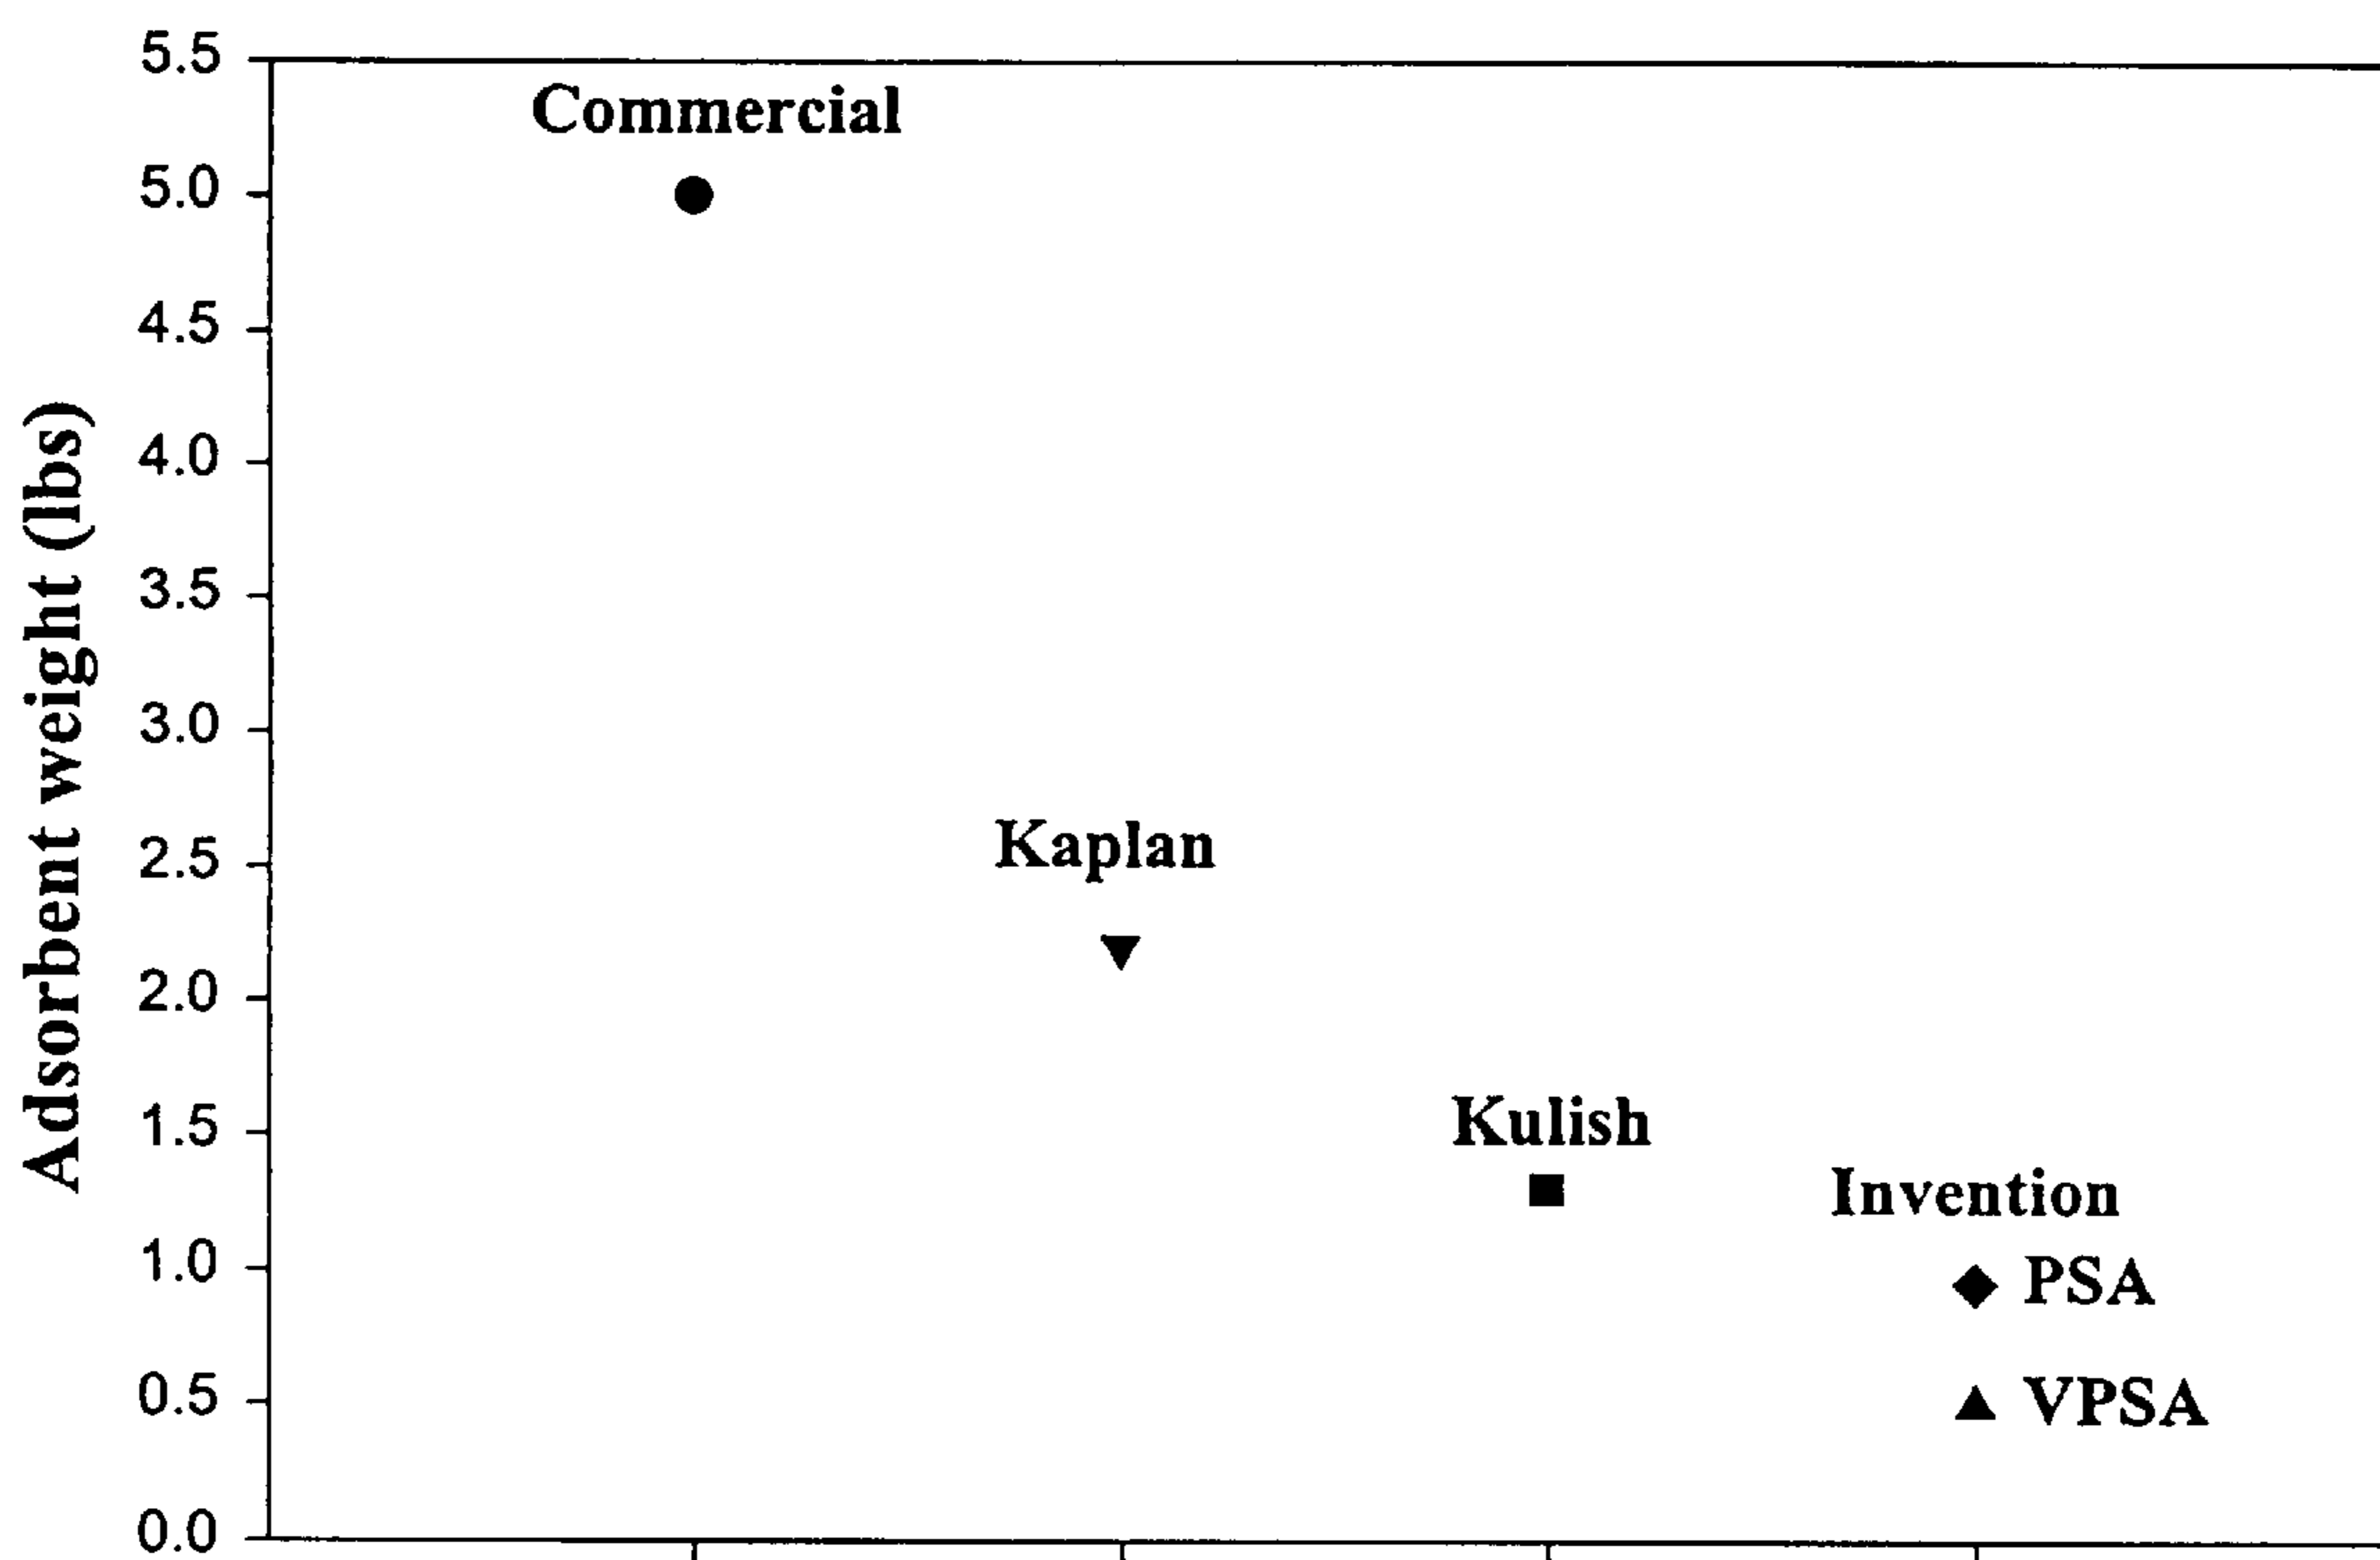 5.5
Commercial
5.0
4.5
4.0
Adsorbent weight (lbs)
3.5
3.0
Kaplan
2.5
2.0
1.5
Kulish
Invention
1.0
PSA
0.5
VPSA
0.0